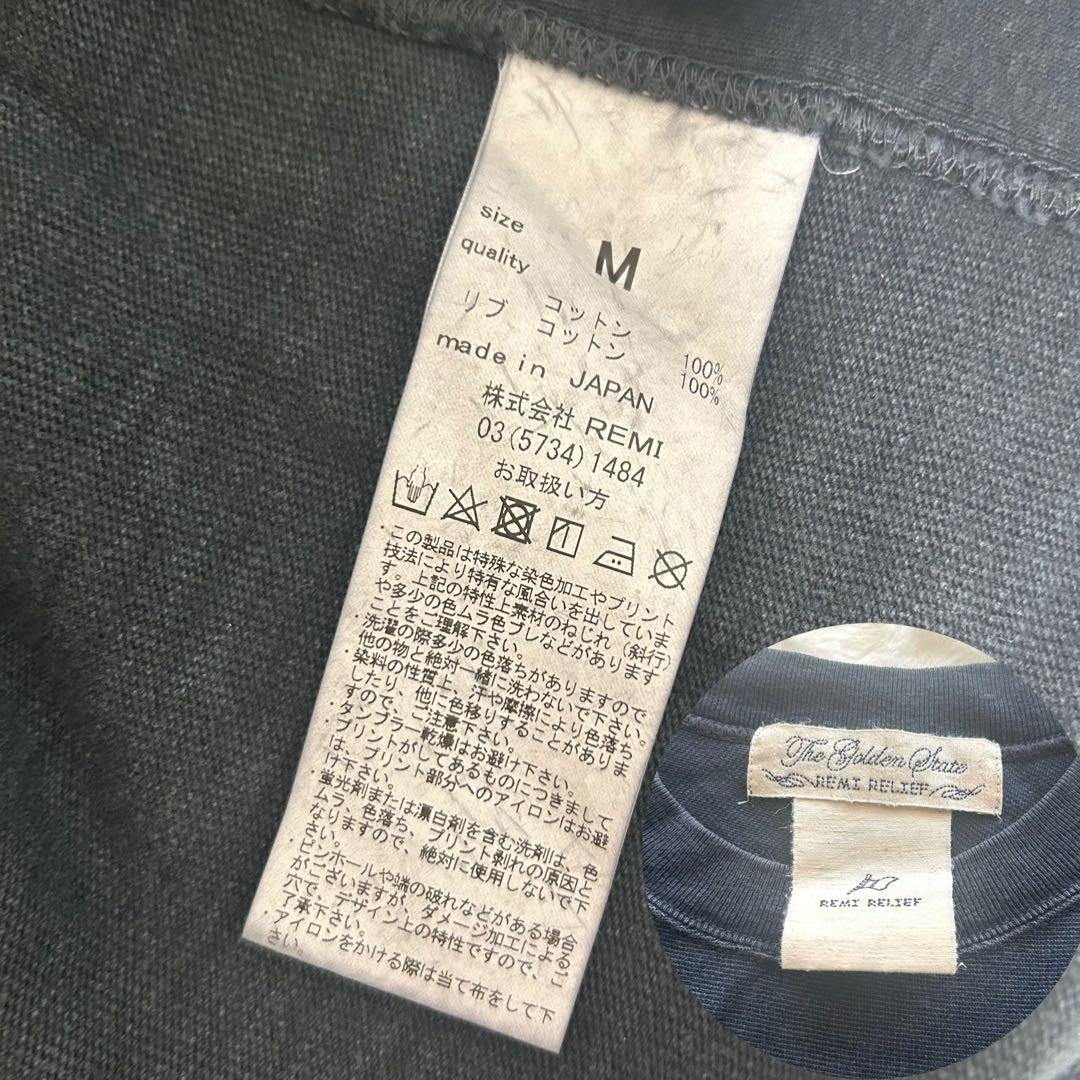 size M
quality
コットン 100%
リブ コットン 100%
made in JAPAN
株式会社 REMI
03(5734)1484
お取扱い方
・この製品は特殊な染色加工やプリント
技法により特有な風合いを出していま
す。上記の特性上素材のねじれ（斜行）
や多少の色ムラ色ブレなどがあります
ことをご理解下さい。
・洗濯の際多少の色落ちがありますので
他の物と絶対一緒に洗わないで下さい。
・染料の性質上、汗や摩擦により色落ち
したり、他に色移りすることがありま
すので、ご注意下さい。
・タンブラー乾燥はお避け下さい。
・プリントがしてあるものにつきまして
は、プリント部分へのアイロンはお避
け下さい。
・蛍光剤または漂白剤を含む洗剤は、色
ムラ、色落ち、プリント剥れの原因と
なりますので、絶対に使用しないで下
さい。
・ピンホールや端の破れなどがある場合
がございますが、ダメージ加工による
穴で、デザイン上の特性ですので、ご
了承下さい。
・アイロンをかける際は当て布をして下
さい。
The Golden State
REMI RELIEF
REMI RELIEF